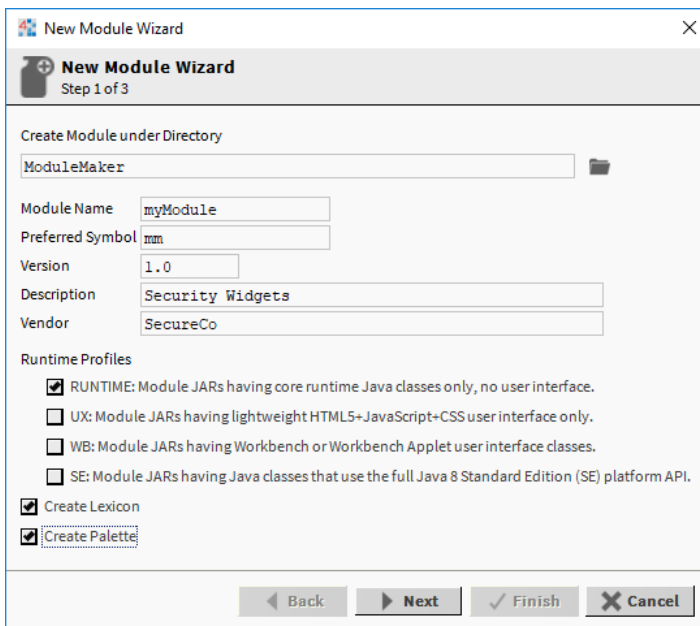 New Module Wizard
New Module Wizard
Step 1 of 3
Create Module under Directory
ModuleMaker
Module Name myModule
Preferred Symbol mm
Version 1.0
Description Security Widgets
Vendor SecureCo
Runtime Profiles
RUNTIME: Module JARs having core runtime Java classes only, no user interface.
UX: Module JARs having lightweight HTML5+JavaScript+CSS user interface only.
WB: Module JARs having Workbench or Workbench Applet user interface classes.
SE: Module JARs having Java classes that use the full Java 8 Standard Edition (SE) platform API.
Create Lexicon
Create Palette
Back Next Finish Cancel